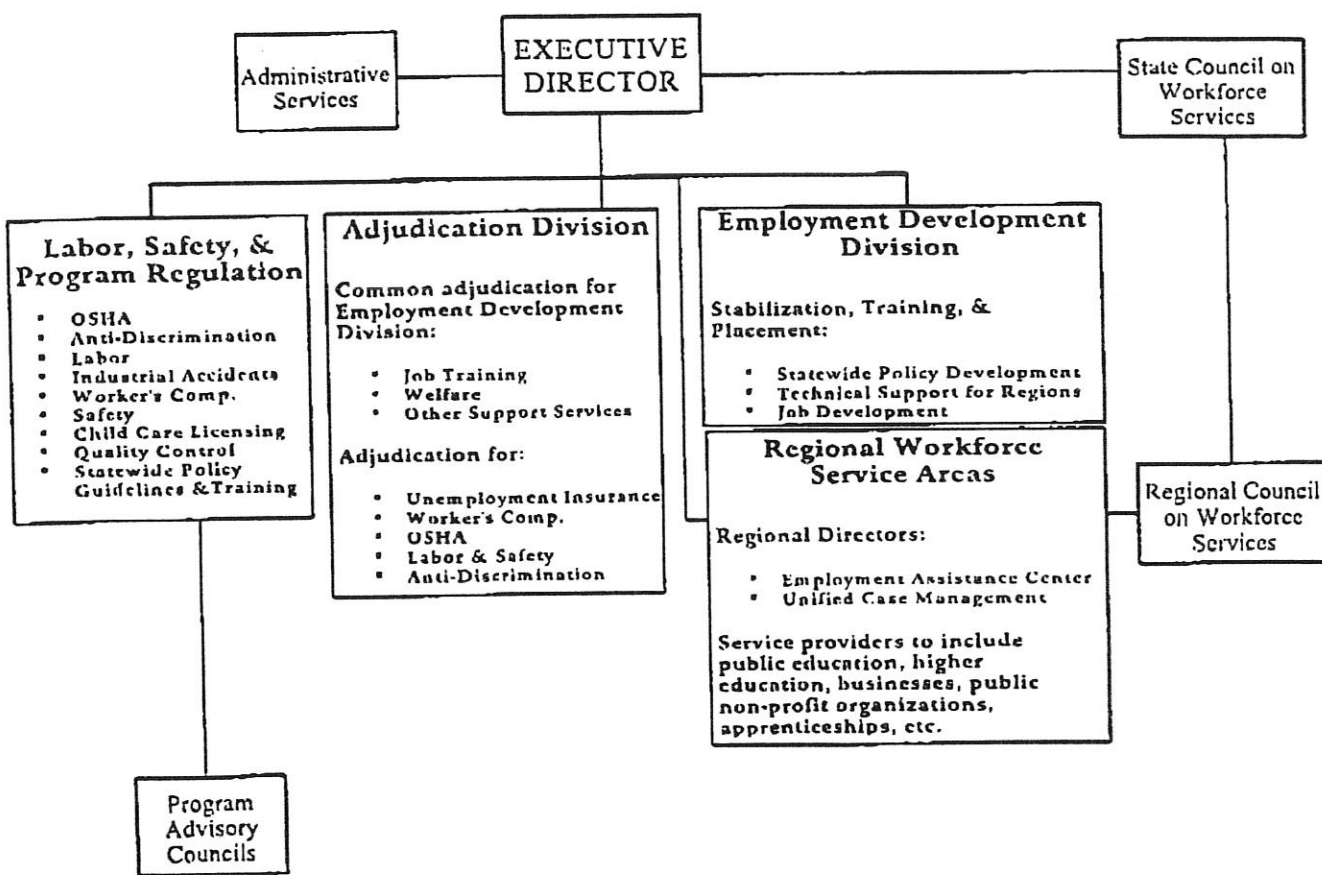 Administrative
Services
EXECUTIVE
DIRECTOR
State Council on
Workforce
Services
Labor, Safety, &
Program Regulation
• OSHA
• Anti-Discrimination
• Labor
• Industrial Accidents
• Worker's Comp.
• Safety
• Child Care Licensing
• Quality Control
• Statewide Policy
Guidelines &Training
Adjudication Division
Common adjudication for
Employment Development
Division:
• Job Training
• Welfare
• Other Support Services
Adjudication for:
• Unemployment Insurance
• Worker's Comp.
• OSHA
• Labor & Safety
• Anti-Discrimination
Employment Development
Division
Stabilization, Training, &
Placement:
• Statewide Policy Development
• Technical Support for Regions
• Job Development
Regional Workforce
Service Areas
Regional Directors:
• Employment Assistance Center
• Unified Case Management
Service providers to include
public education, higher
education, businesses, public
non-profit organizations,
apprenticeships, etc.
Regional Council
on Workforce
Services
Program
Advisory
Councils